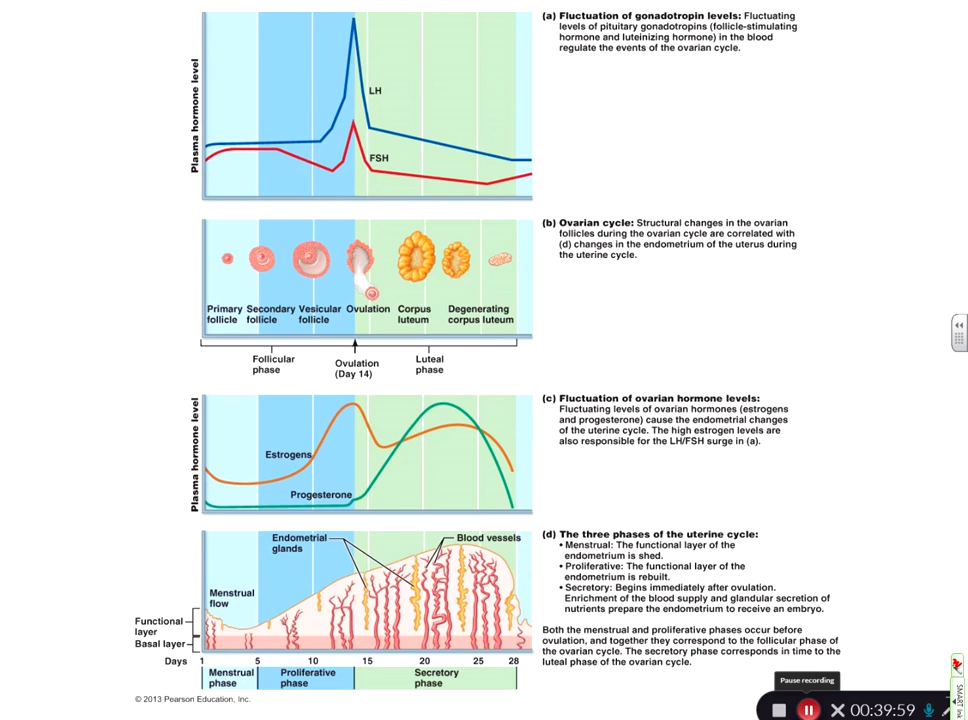 (a) Fluctuation of gonadotropin levels: Fluctuating
levels of pituitary gonadotropins (follicle-stimulating
hormone and luteinizing hormone) in the blood
regulate the events of the ovarian cycle.
Plasma hormone level
LH
FSH
(b) Ovarian cycle: Structural changes in the ovarian
follicles during the ovarian cycle are correlated with
(d) changes in the endometrium of the uterus during
the uterine cycle.
Primary Secondary Vesicular Ovulation Corpus Degenerating
follicle follicle follicle luteum corpus luteum
Follicular
phase
Ovulation
(Day 14)
Luteal
phase
(c) Fluctuation of ovarian hormone levels:
Fluctuating levels of ovarian hormones (estrogens
and progesterone) cause the endometrial changes
of the uterine cycle. The high estrogen levels are
also responsible for the LH/FSH surge in (a).
Plasma hormone level
Estrogens
Progesterone
(d) The three phases of the uterine cycle:
• Menstrual: The functional layer of the
endometrium is shed.
• Proliferative: The functional layer of the
endometrium is rebuilt.
• Secretory: Begins immediately after ovulation.
Enrichment of the blood supply and glandular secretion of
nutrients prepare the endometrium to receive an embryo.
Both the menstrual and proliferative phases occur before
ovulation, and together they correspond to the follicular phase of
the ovarian cycle. The secretory phase corresponds in time to the
luteal phase of the ovarian cycle.
Endometrial
glands
Blood vessels
Menstrual
flow
Functional
layer
Basal layer
Days 1 5 10 15 20 25 28
Menstrual
phase
Proliferative
phase
Secretory
phase
© 2013 Pearson Education, Inc.
Pause recording
00:39:59
SMART Ink